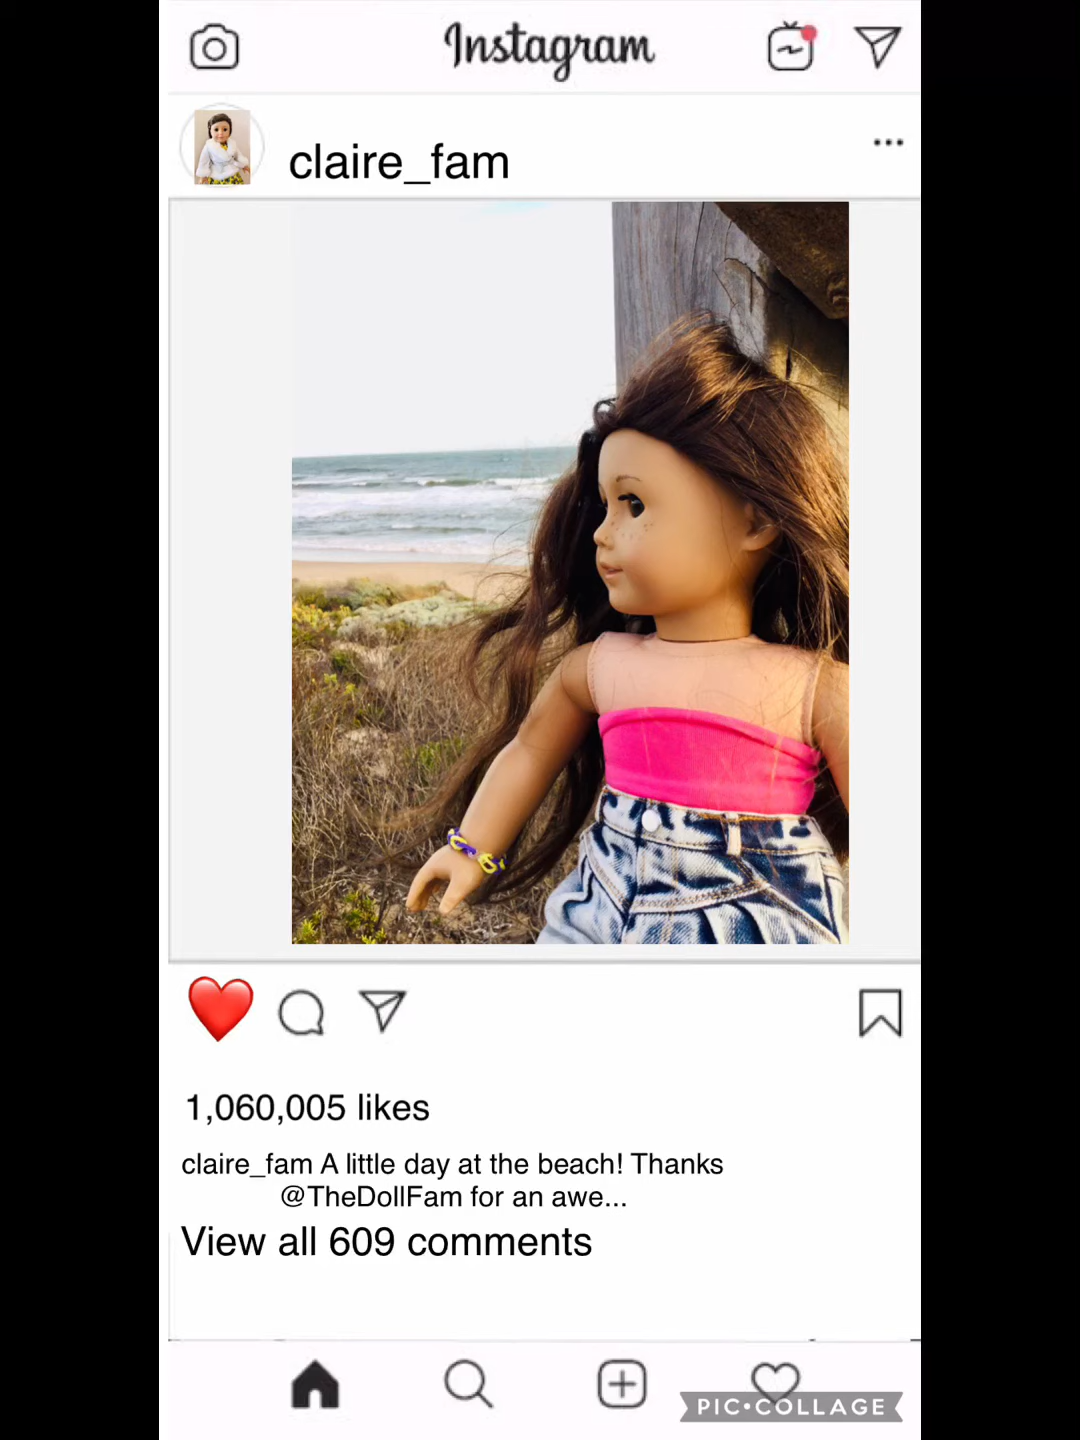 Instagram
claire_fam
1,060,005 likes
claire_fam A little day at the beach! Thanks
@TheDollFam for an awe...
View all 609 comments
PIC•COLLAGE